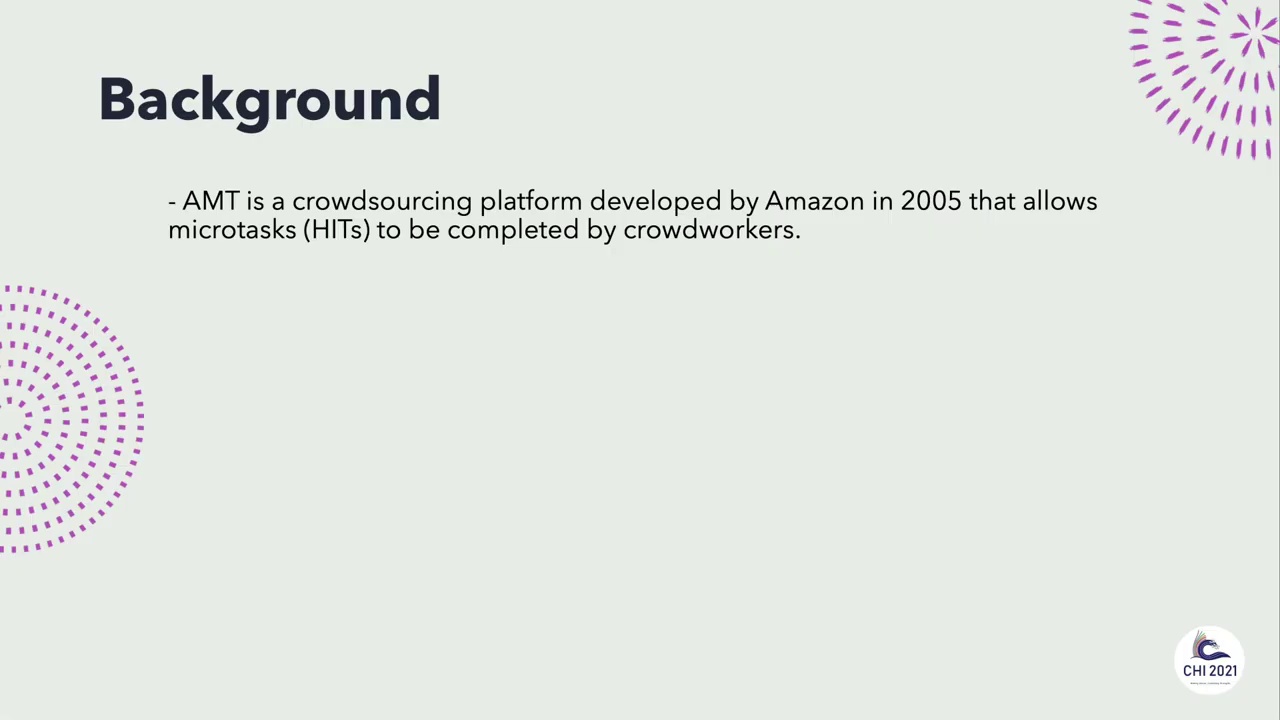 Background
- AMT is a crowdsourcing platform developed by Amazon in 2005 that allows
microtasks (HITs) to be completed by crowdworkers.
CHI 2021